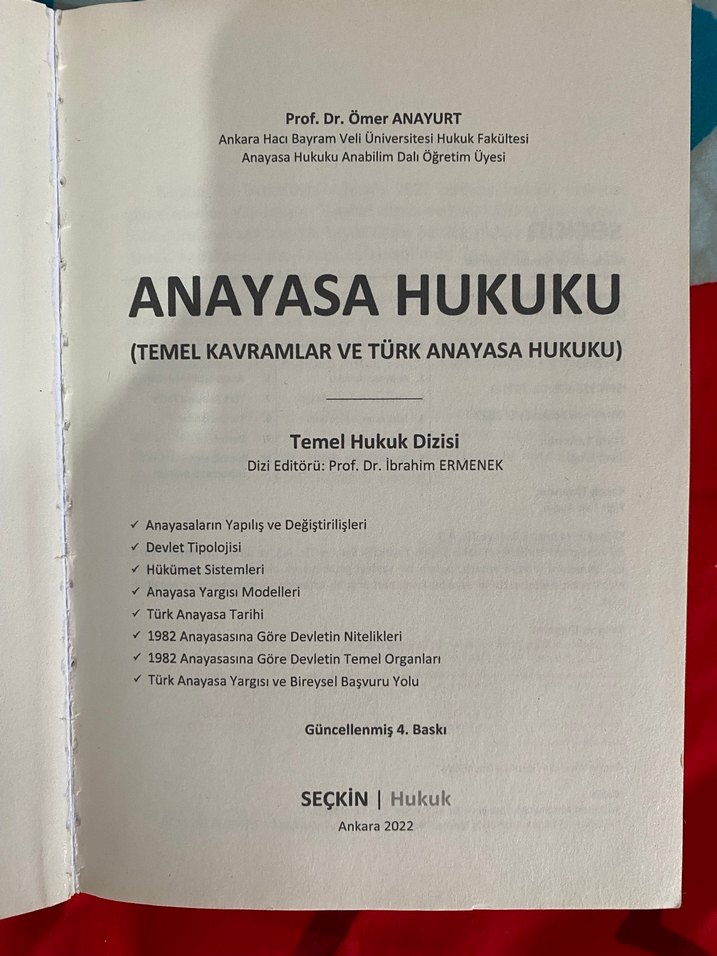 Prof. Dr. Ömer ANAYURT
Ankara Hacı Bayram Veli Üniversitesi Hukuk Fakültesi
Anayasa Hukuku Anabilim Dalı Öğretim Üyesi
ANAYASA HUKUKU
(TEMEL KAVRAMLAR VE TÜRK ANAYASA HUKUKU)
Temel Hukuk Dizisi
Dizi Editörü: Prof. Dr. İbrahim ERMENEK
✓ Anayasaların Yapılış ve Değiştirilişleri
✓ Devlet Tipolojisi
✓ Hükümet Sistemleri
✓ Anayasa Yargısı Modelleri
✓ Türk Anayasa Tarihi
✓ 1982 Anayasasına Göre Devletin Nitelikleri
✓ 1982 Anayasasına Göre Devletin Temel Organları
✓ Türk Anayasa Yargısı ve Bireysel Başvuru Yolu
Güncellenmiş 4. Baskı
SEÇKİN | Hukuk
Ankara 2022